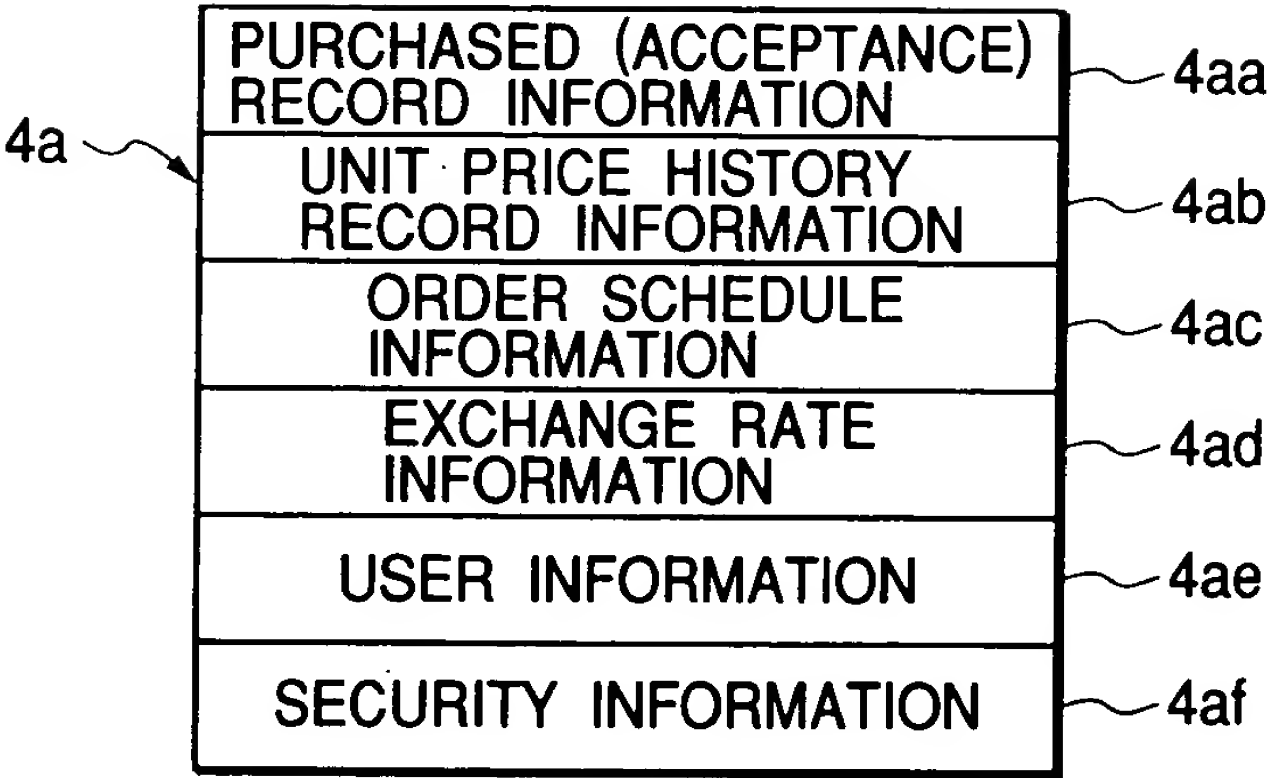 PURCHASED (ACCEPTANCE)
RECORD INFORMATION
4aa
4a
UNIT PRICE HISTORY
RECORD INFORMATION
4ab
ORDER SCHEDULE
INFORMATION
4ac
EXCHANGE RATE
INFORMATION
4ad
USER INFORMATION
4ae
SECURITY INFORMATION
4af